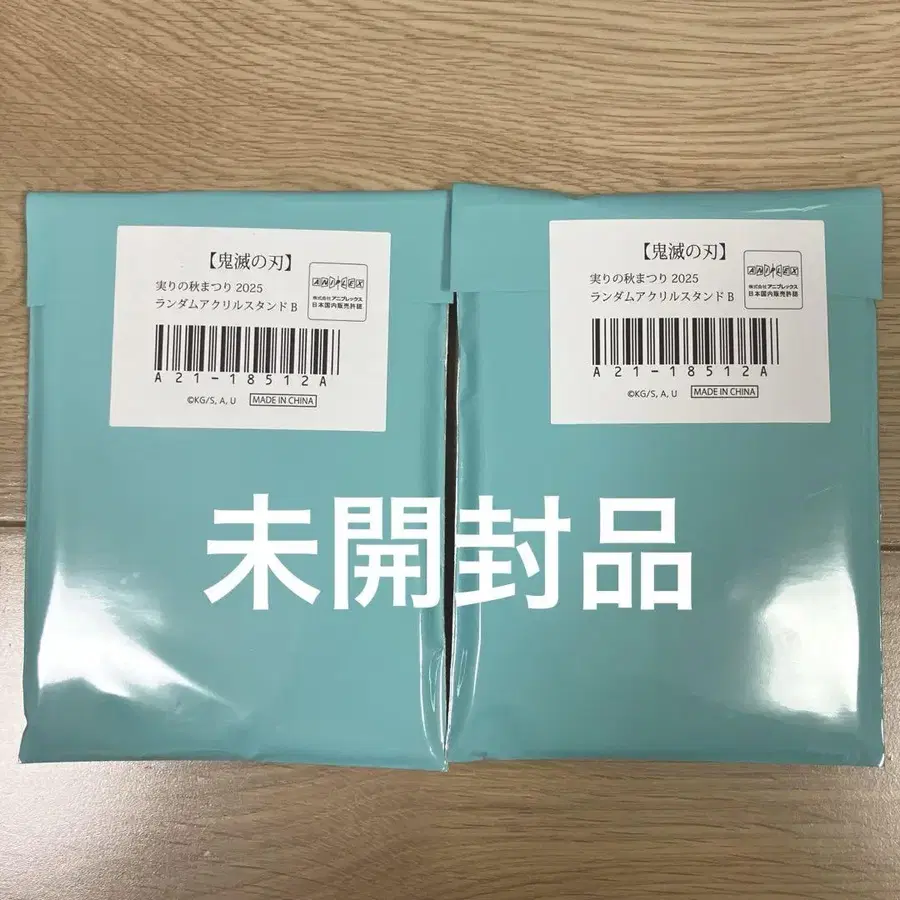 【鬼滅の刃】
実りの秋まつり 2025
ランダムアクリルスタンド B
ANIPLEX
株式会社アニプレックス
日本国内販売許諾
A21-18512A
©KG/S, A, U
MADE IN CHINA
【鬼滅の刃】
実りの秋まつり 2025
ランダムアクリルスタンド B
ANIPLEX
株式会社アニプレックス
日本国内販売許諾
A21-18512A
©KG/S, A, U
MADE IN CHINA
未開封品